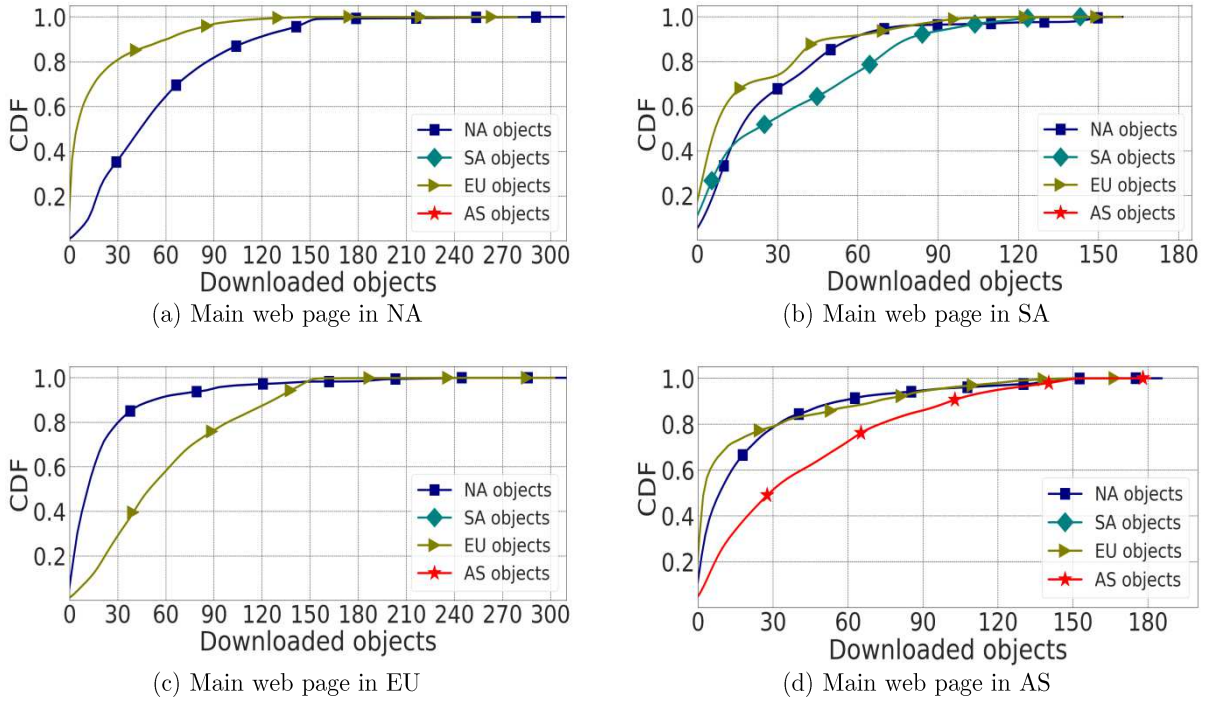 1.0
0.8
0.6
0.4
0.2
CDF
NA objects
SA objects
EU objects
AS objects
0 30 60 90 120 150 180 210 240 270 300
Downloaded objects
(a) Main web page in NA
1.0
0.8
0.6
0.4
0.2
CDF
NA objects
SA objects
EU objects
AS objects
0 30 60 90 120 150 180
Downloaded objects
(b) Main web page in SA
1.0
0.8
0.6
0.4
0.2
CDF
NA objects
SA objects
EU objects
AS objects
0 30 60 90 120 150 180 210 240 270 300
Downloaded objects
(c) Main web page in EU
1.0
0.8
0.6
0.4
0.2
CDF
NA objects
SA objects
EU objects
AS objects
0 30 60 90 120 150 180
Downloaded objects
(d) Main web page in AS